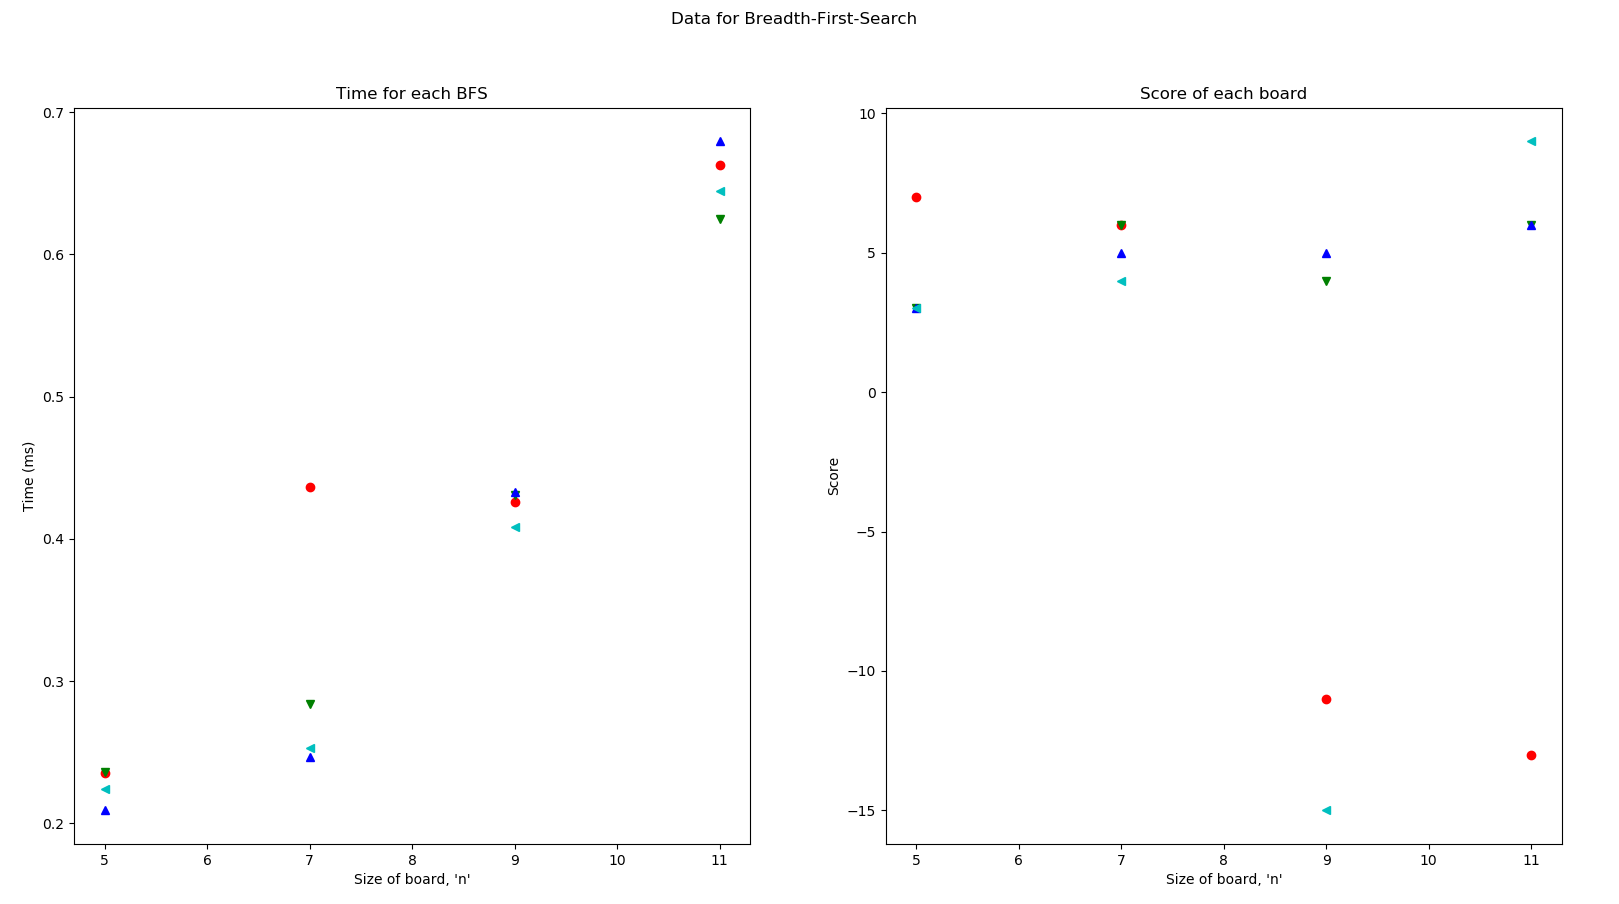 Data for Breadth-First-Search
Time for each BFS
0.7
0.6
0.5
0.4
0.3
0.2
Time (ms)
5 6 7 8 9 10 11
Size of board, 'n'
Score of each board
10
5
0
−5
−10
−15
Score
5 6 7 8 9 10 11
Size of board, 'n'